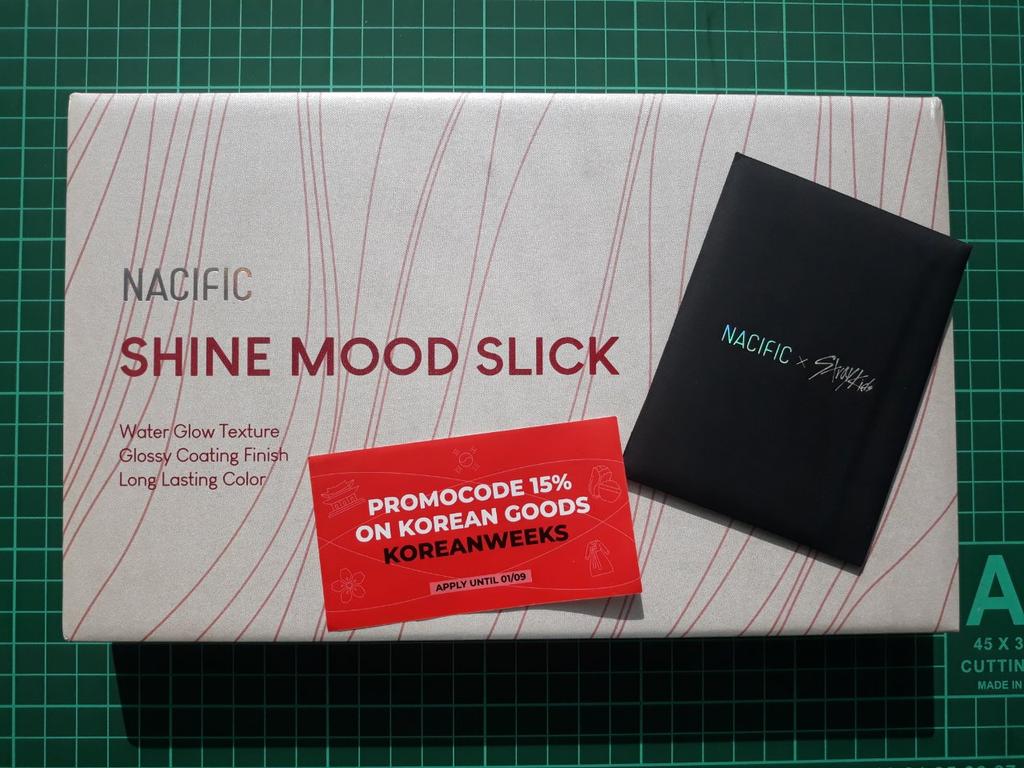 NACIFIC
SHINE MOOD SLICK
Water Glow Texture
Glossy Coating Finish
Long Lasting Color
NACIFIC × StrayKids
PROMOCODE 15%
ON KOREAN GOODS
KOREANWEEKS
APPLY UNTIL 01/09
A
45 X 3
CUTTIN
MADE IN